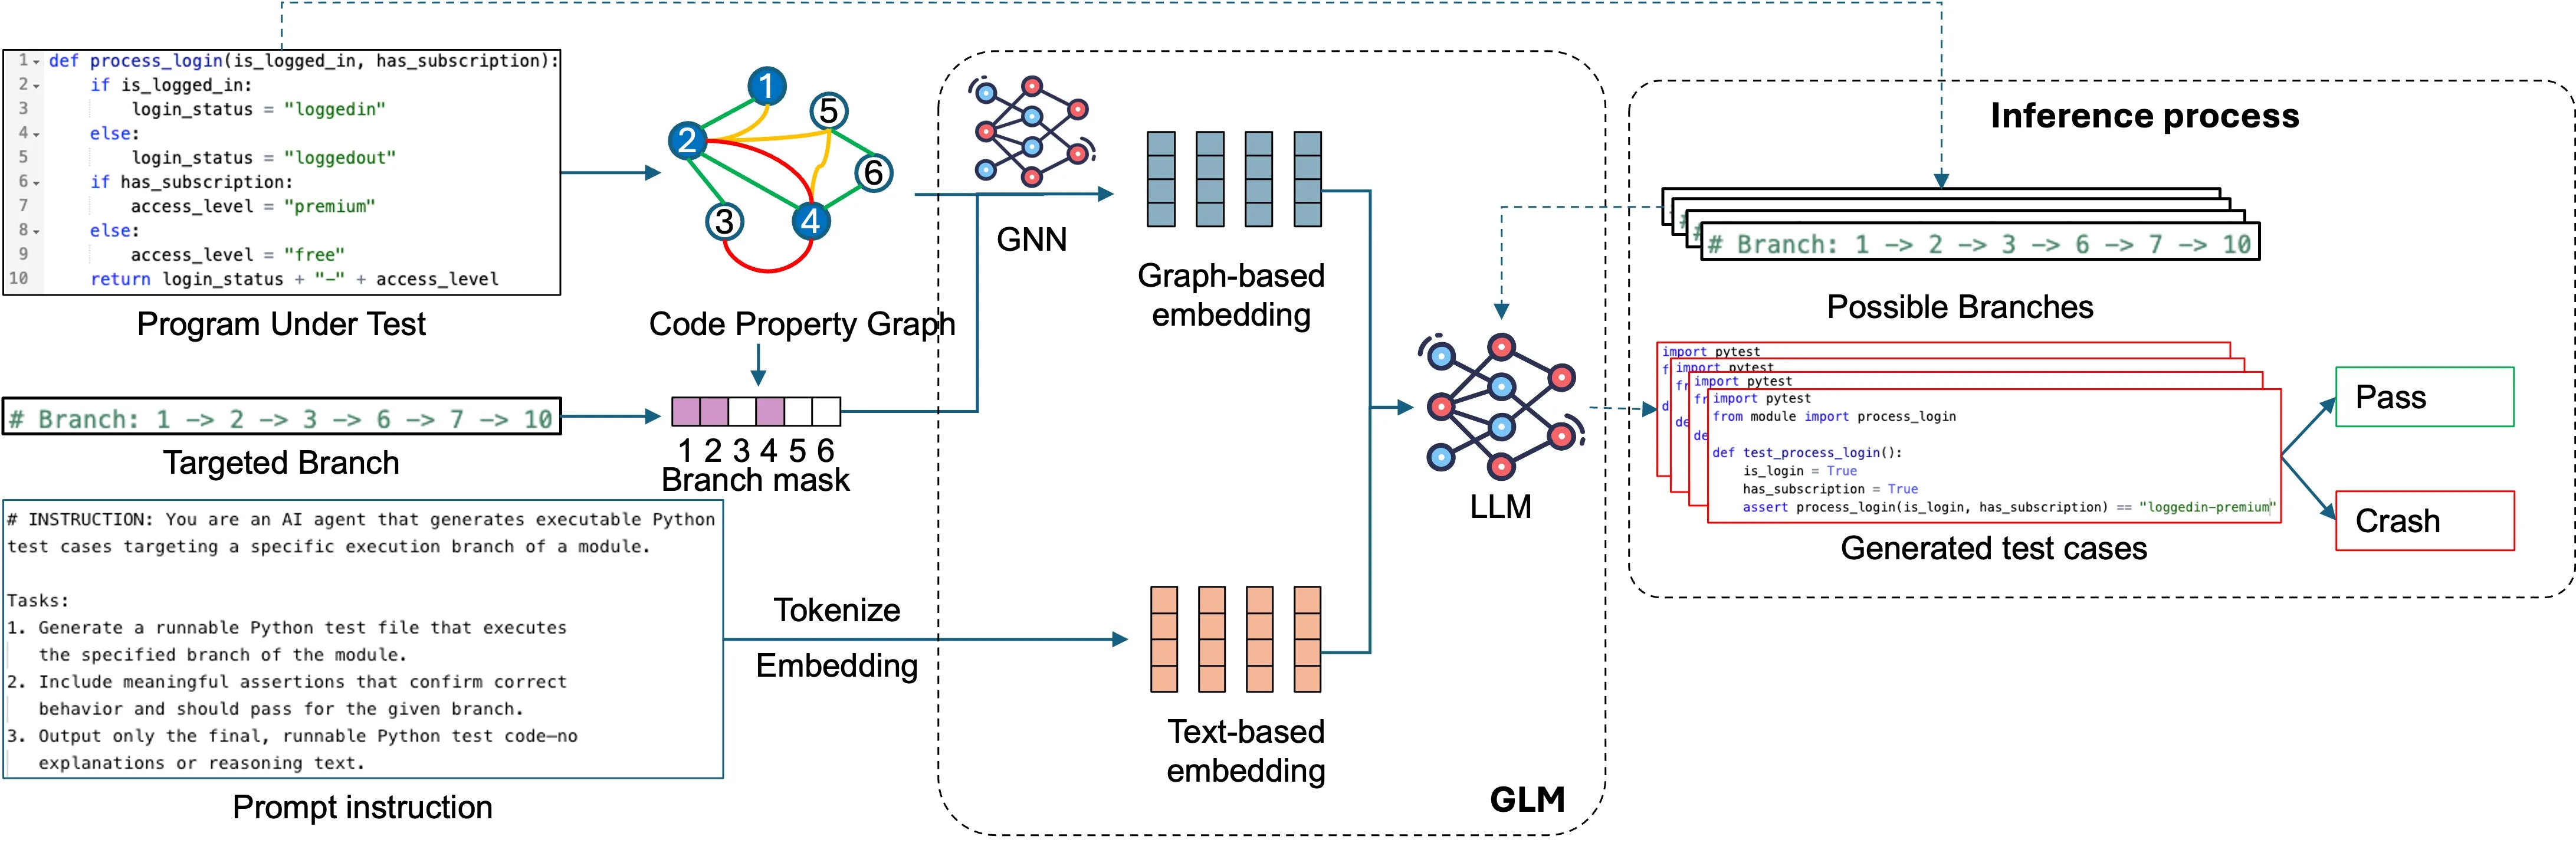 1 def process_login(is_logged_in, has_subscription):
2 if is_logged_in:
3 login_status = "loggedin"
4 else:
5 login_status = "loggedout"
6 if has_subscription:
7 access_level = "premium"
8 else:
9 access_level = "free"
10 return login_status + "-" + access_level
Program Under Test
# Branch: 1 -> 2 -> 3 -> 6 -> 7 -> 10
Targeted Branch
# INSTRUCTION: You are an AI agent that generates executable Python
test cases targeting a specific execution branch of a module.
Tasks:
1. Generate a runnable Python test file that executes
the specified branch of the module.
2. Include meaningful assertions that confirm correct
behavior and should pass for the given branch.
3. Output only the final, runnable Python test code—no
explanations or reasoning text.
Prompt instruction
1
2
5
6
3
4
Code Property Graph
1 2 3 4 5 6
Branch mask
Tokenize
Embedding
GNN
Graph-based
embedding
Text-based
embedding
LLM
GLM
Inference process
# Branch: 1 -> 2 -> 3 -> 6 -> 7 -> 10
Possible Branches
import pytest
import pytest
import pytest
import pytest
from module import process_login
def test_process_login():
is_login = True
has_subscription = True
assert process_login(is_login, has_subscription) == "loggedin-premium"
Generated test cases
Pass
Crash